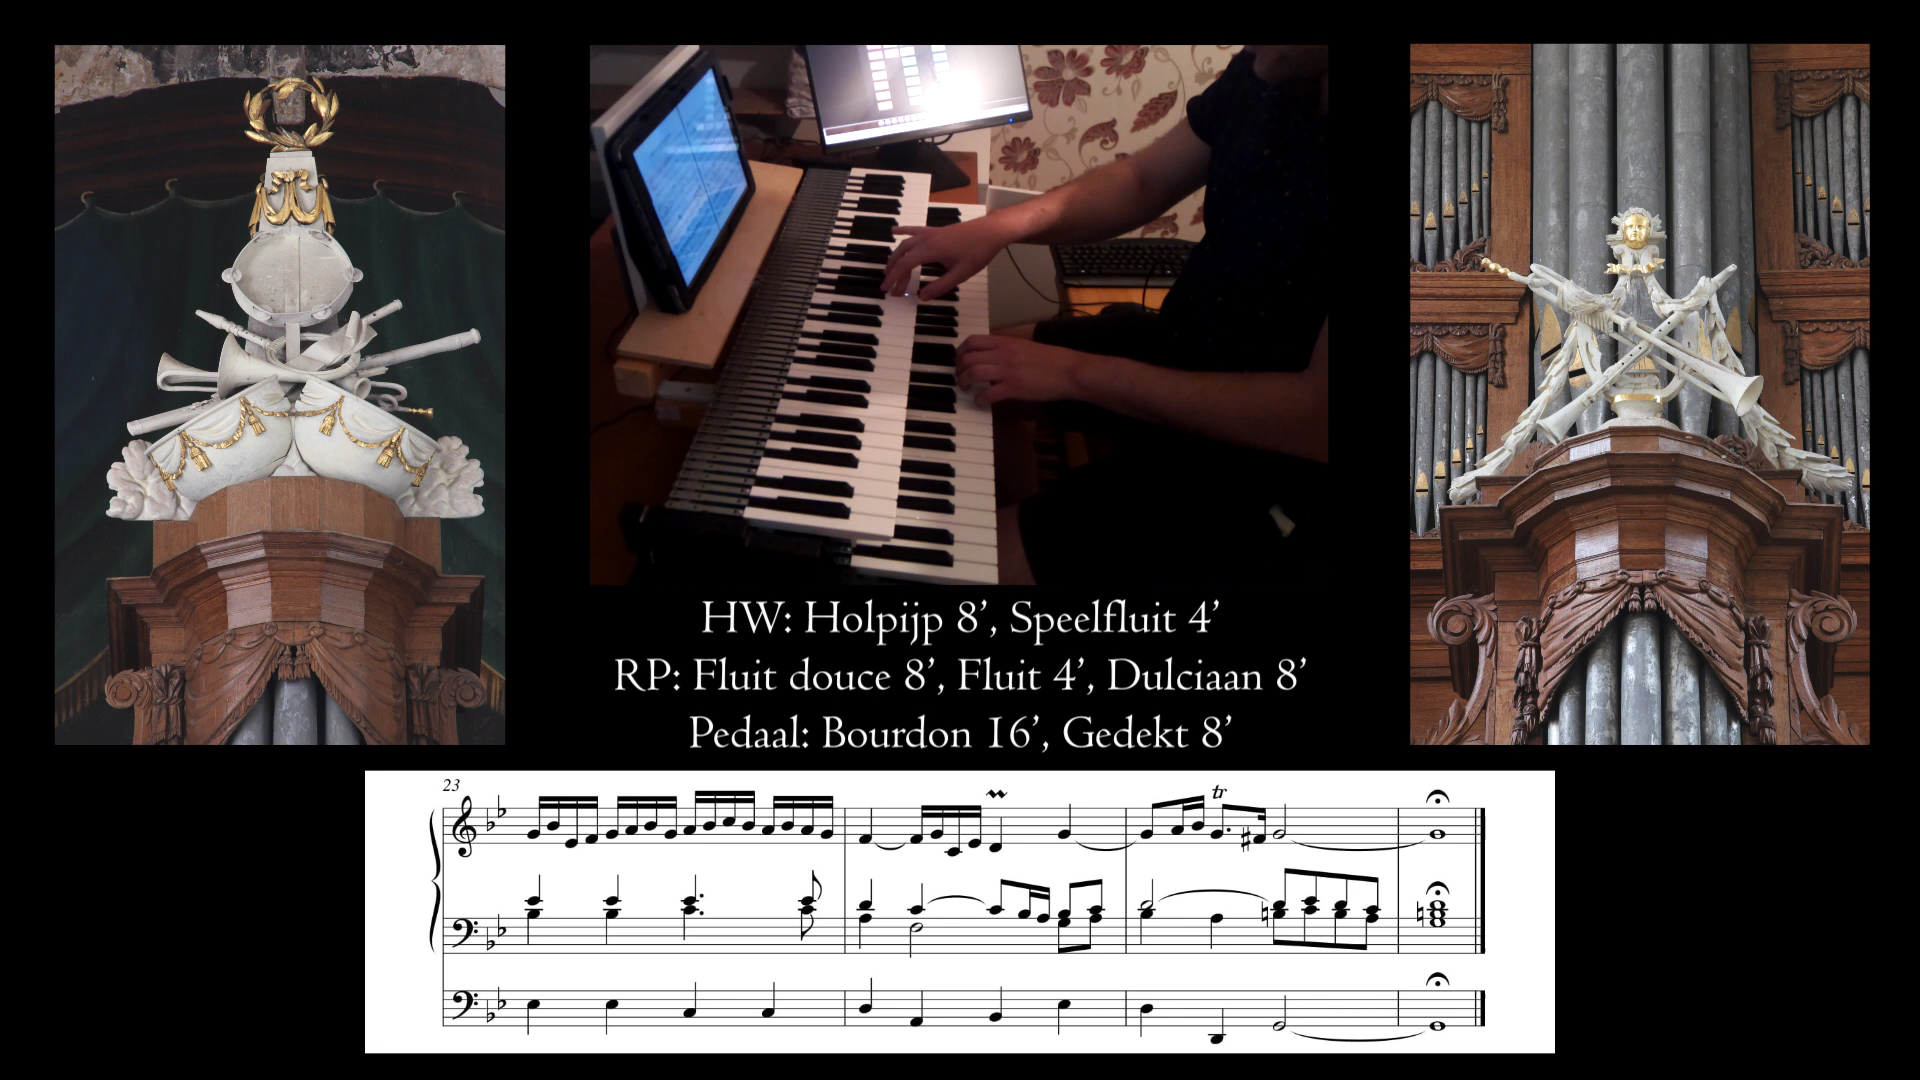 HW: Holpijp 8’, Speelfluit 4’
RP: Fluit douce 8’, Fluit 4’, Dulciaan 8’
Pedaal: Bourdon 16’, Gedekt 8’
23
tr